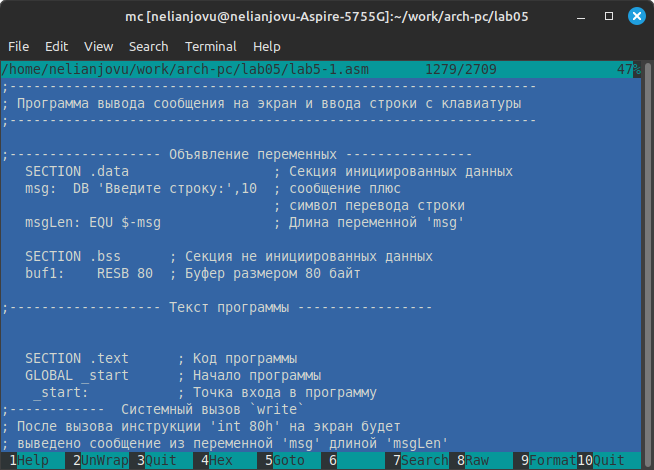 mc [nelianjovu@nelianjovu-Aspire-5755G]:~/work/arch-pc/lab05
File Edit View Search Terminal Help
/home/nelianjovu/work/arch-pc/lab05/lab5-1.asm 1279/2709 47%
;------------------------------------------------------------------
; Программа вывода сообщения на экран и ввода строки с клавиатуры
;------------------------------------------------------------------
;------------------- Объявление переменных ----------------
SECTION .data ; Секция инициированных данных
msg: DB 'Введите строку:',10 ; сообщение плюс
; символ перевода строки
msgLen: EQU $-msg ; Длина переменной 'msg'
SECTION .bss ; Секция не инициированных данных
buf1: RESB 80 ; Буфер размером 80 байт
;------------------- Текст программы -----------------
SECTION .text ; Код программы
GLOBAL _start ; Начало программы
_start: ; Точка входа в программу
;------------ Системный вызов `write`
; После вызова инструкции 'int 80h' на экран будет
; выведено сообщение из переменной 'msg' длиной 'msgLen'
1Help 2UnWrap 3Quit 4Hex 5Goto 6 7Search 8Raw 9Format 10Quit